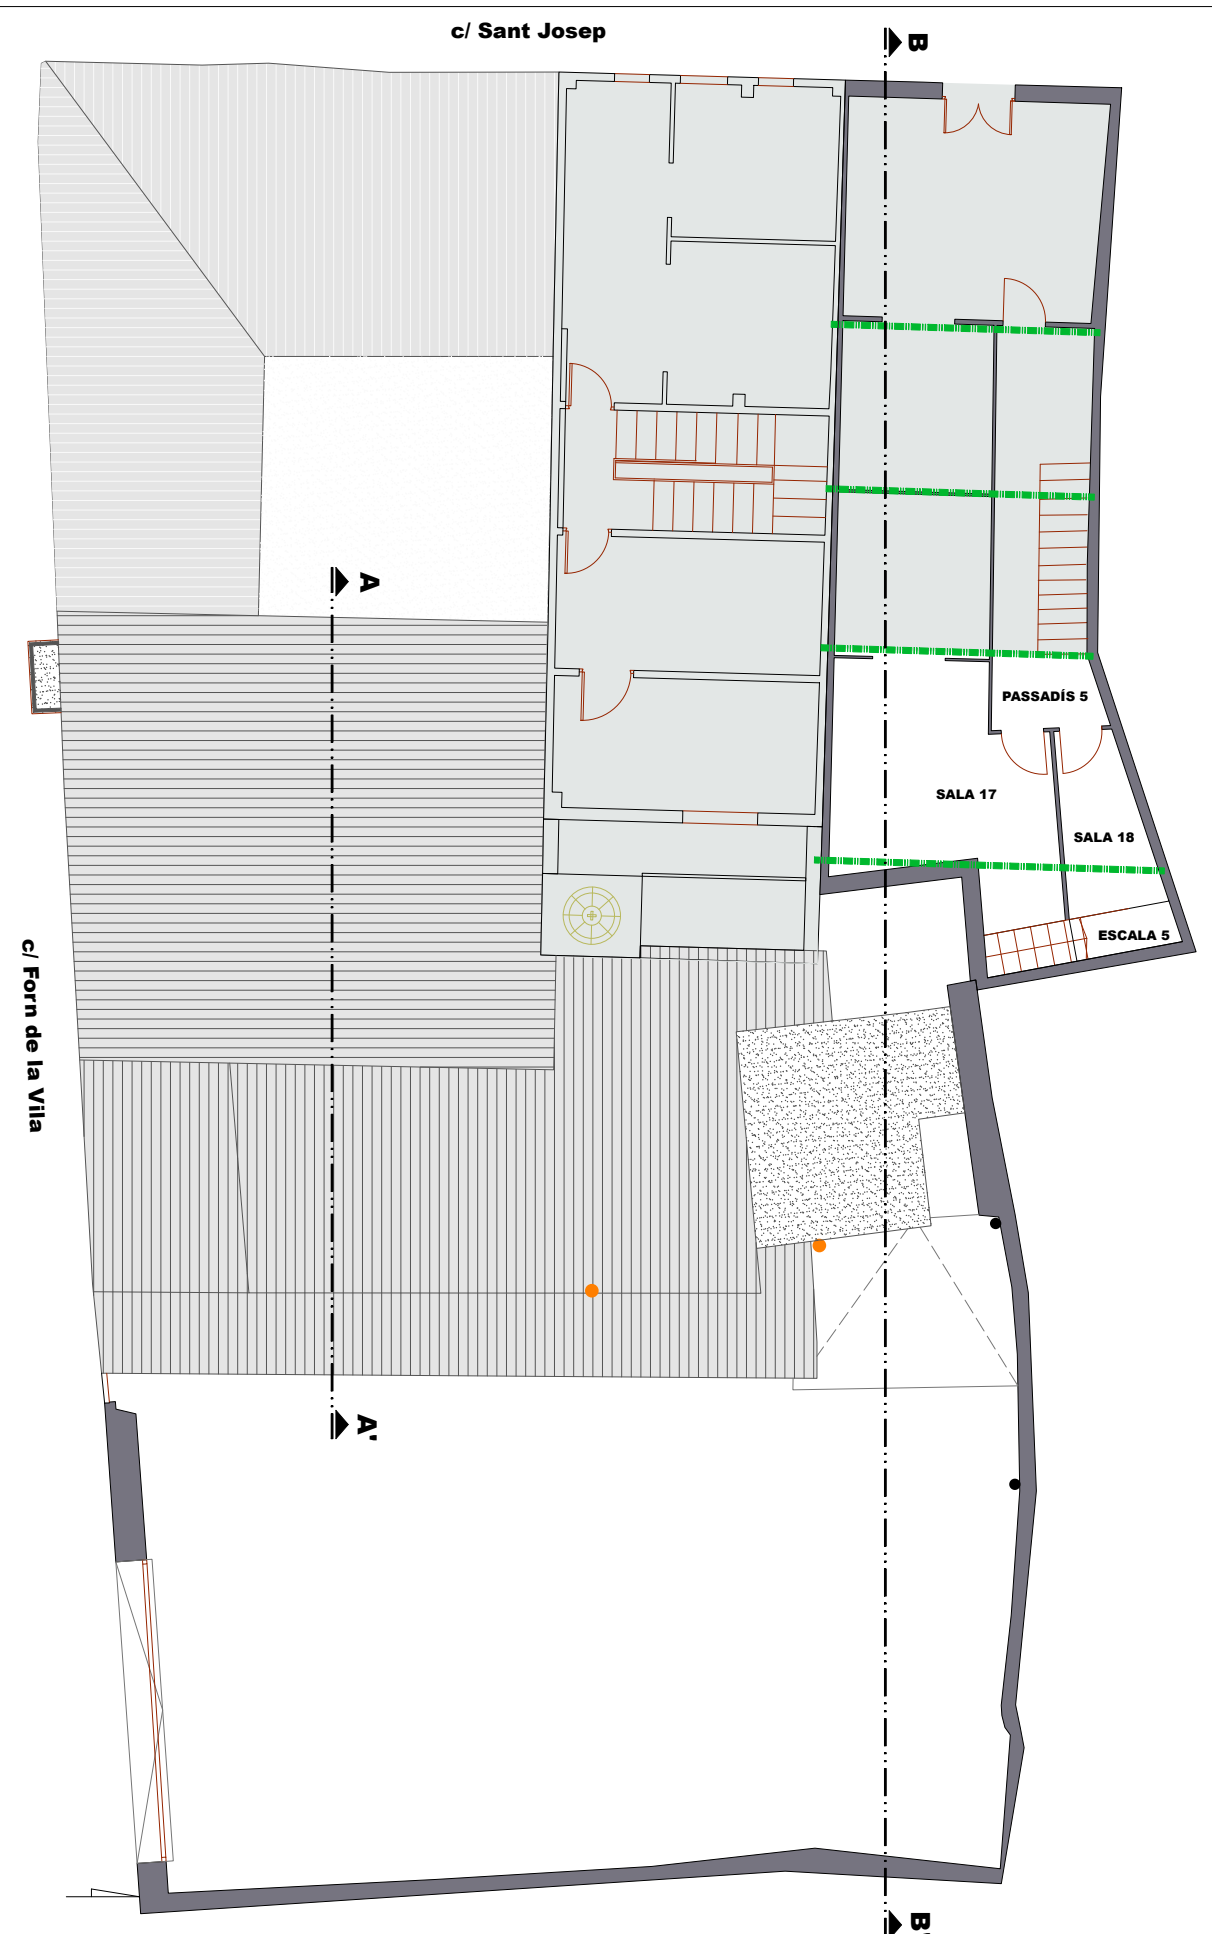 c/ Sant Josep
B
A
PASSADÍS 5
SALA 17
SALA 18
ESCALA 5
c/ Forn de la Vila
A'
B'